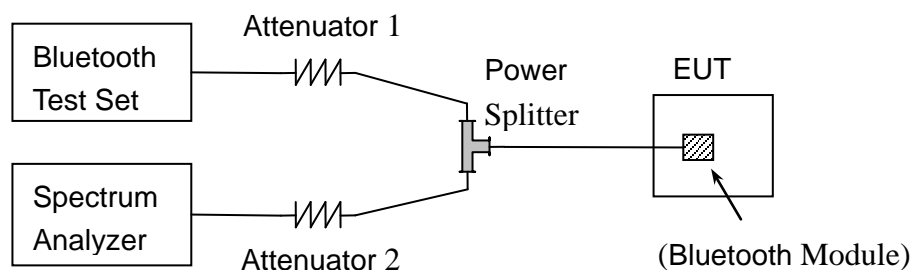 Attenuator 1
Bluetooth
Test Set
Power
Splitter
EUT
Spectrum
Analyzer
Attenuator 2
(Bluetooth Module)